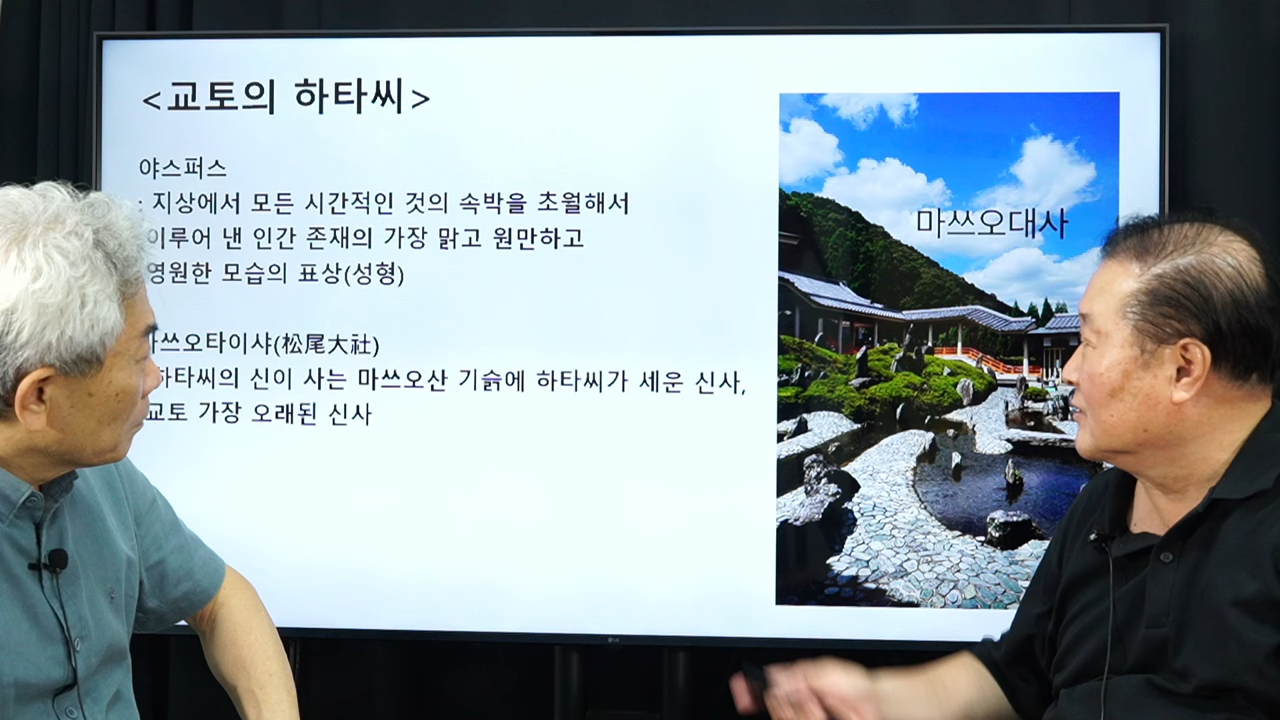 <교토의 하타씨>
야스퍼스
: 지상에서 모든 시간적인 것의 속박을 초월해서
이루어 낸 인간 존재의 가장 맑고 원만하고
영원한 모습의 표상(성형)
마쓰오타이샤(松尾大社)
하타씨의 신이 사는 마쓰오산 기슭에 하타씨가 세운 신사,
교토 가장 오래된 신사
마쓰오대사
LG